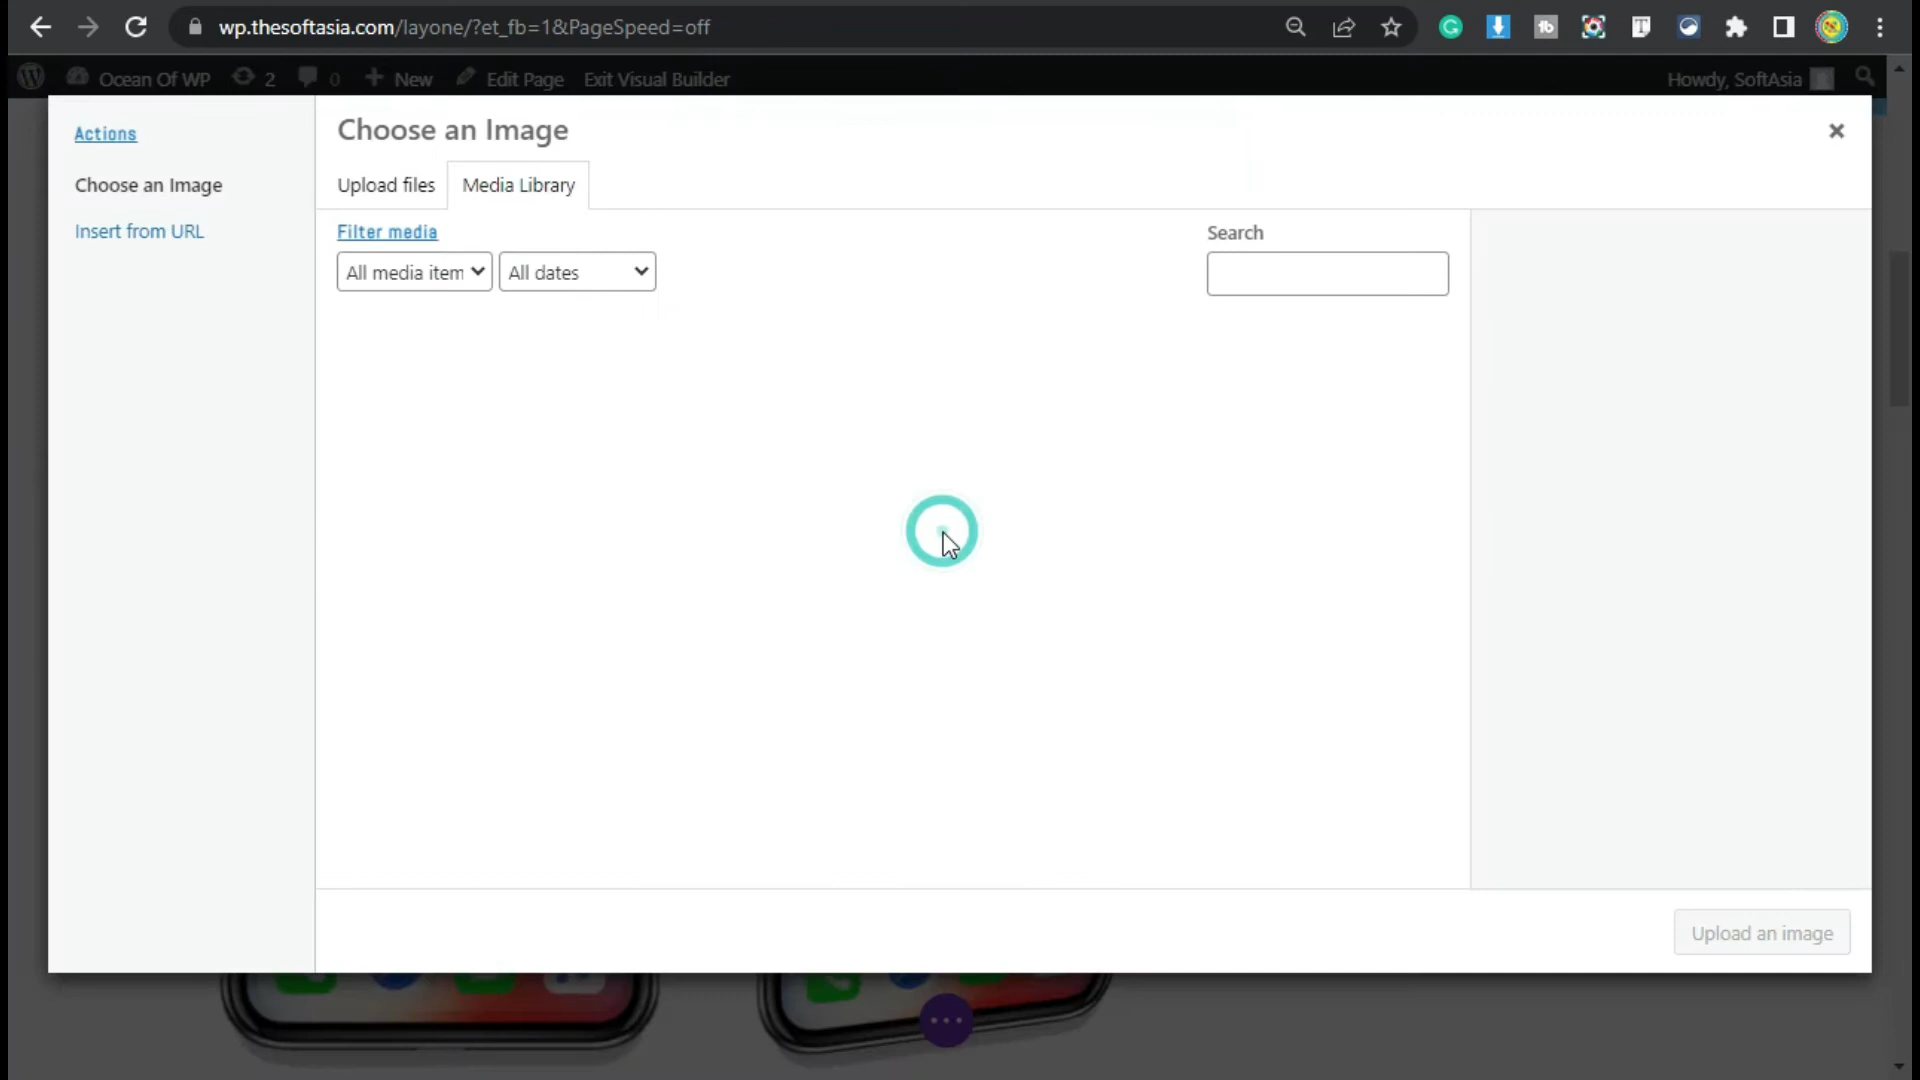 wp.thesoftasia.com/layone/?et_fb=1&PageSpeed=off
Ocean Of WP 2 0 New Edit Page Exit Visual Builder Howdy, SoftAsia
Actions
Choose an Image
Insert from URL
Choose an Image
×
Upload files Media Library
Filter media
Search
All media item All dates
Upload an image